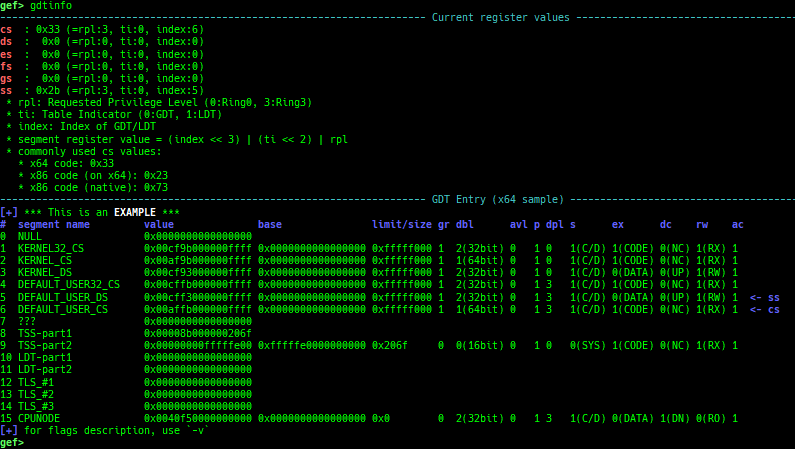 gef> gdtinfo
Current register values
cs : 0x33 (=rpl:3, ti:0, index:6)
ds : 0x0 (=rpl:0, ti:0, index:0)
es : 0x0 (=rpl:0, ti:0, index:0)
fs : 0x0 (=rpl:0, ti:0, index:0)
gs : 0x0 (=rpl:0, ti:0, index:0)
ss : 0x2b (=rpl:3, ti:0, index:5)
* rpl: Requested Privilege Level (0:Ring0, 3:Ring3)
* ti: Table Indicator (0:GDT, 1:LDT)
* index: Index of GDT/LDT
* segment register value = (index << 3) | (ti << 2) | rpl
* commonly used cs values:
* x64 code: 0x33
* x86 code (on x64): 0x23
* x86 code (native): 0x73
GDT Entry (x64 sample)
[+] *** This is an EXAMPLE ***
# segment name value base limit/size gr dbl avl p dpl s ex dc rw ac
0 NULL 0x0000000000000000
1 KERNEL32_CS 0x00cf9b000000ffff 0x0000000000000000 0xfffff000 1 2(32bit) 0 1 0 1(C/D) 1(CODE) 0(NC) 1(RX) 1
2 KERNEL_CS 0x00af9b000000ffff 0x0000000000000000 0xfffff000 1 1(64bit) 0 1 0 1(C/D) 1(CODE) 0(NC) 1(RX) 1
3 KERNEL_DS 0x00cf93000000ffff 0x0000000000000000 0xfffff000 1 2(32bit) 0 1 0 1(C/D) 0(DATA) 0(UP) 1(RW) 1
4 DEFAULT_USER32_CS 0x00cffb000000ffff 0x0000000000000000 0xfffff000 1 2(32bit) 0 1 3 1(C/D) 1(CODE) 0(NC) 1(RX) 1
5 DEFAULT_USER_DS 0x00cff3000000ffff 0x0000000000000000 0xfffff000 1 2(32bit) 0 1 3 1(C/D) 0(DATA) 0(UP) 1(RW) 1 <- ss
6 DEFAULT_USER_CS 0x00affb000000ffff 0x0000000000000000 0xfffff000 1 1(64bit) 0 1 3 1(C/D) 1(CODE) 0(NC) 1(RX) 1 <- cs
7 ??? 0x0000000000000000
8 TSS-part1 0x00008b000000206f
9 TSS-part2 0x00000000fffffe00 0xfffffe0000000000 0x206f 0 0(16bit) 0 1 0 0(SYS) 1(CODE) 0(NC) 1(RX) 1
10 LDT-part1 0x0000000000000000
11 LDT-part2 0x0000000000000000
12 TLS_#1 0x0000000000000000
13 TLS_#2 0x0000000000000000
14 TLS_#3 0x0000000000000000
15 CPUNODE 0x0040f50000000000 0x0000000000000000 0x0 0 2(32bit) 0 1 3 1(C/D) 0(DATA) 1(DN) 0(RO) 1
[+] for flags description, use `-v`
gef>